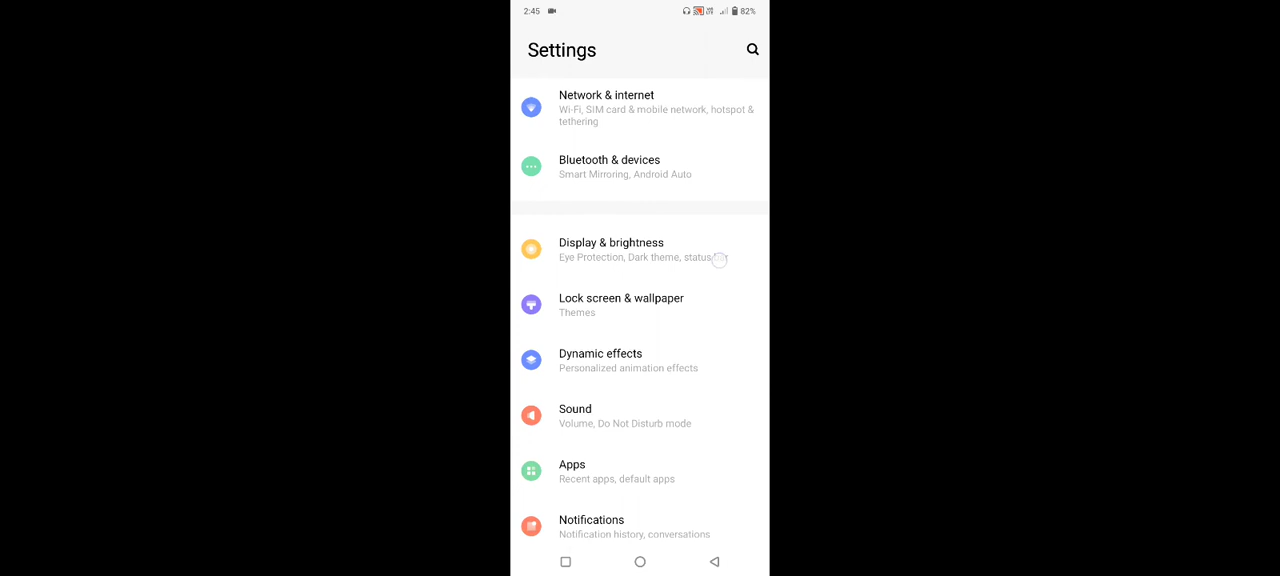 2:45 82%
Settings
Network & internet
Wi-Fi, SIM card & mobile network, hotspot &
tethering
Bluetooth & devices
Smart Mirroring, Android Auto
Display & brightness
Eye Protection, Dark theme, status
Lock screen & wallpaper
Themes
Dynamic effects
Personalized animation effects
Sound
Volume, Do Not Disturb mode
Apps
Recent apps, default apps
Notifications
Notification history, conversations